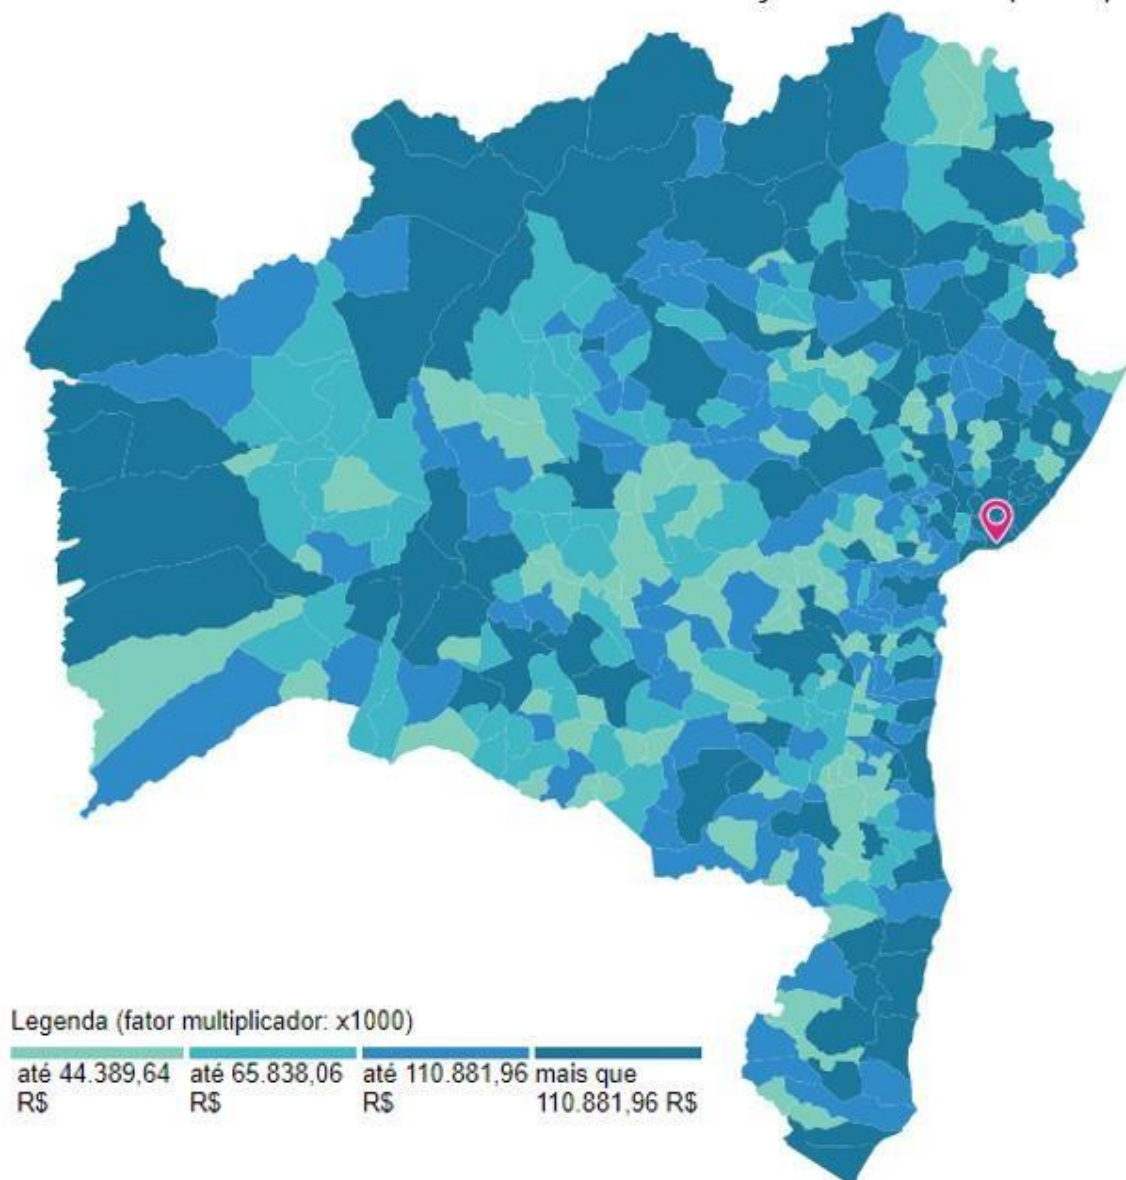 Legenda (fator multiplicador: x1000)
até 44.389,64 até 65.838,06 até 110.881,96 mais que
R$ R$ R$ 110.881,96 R$